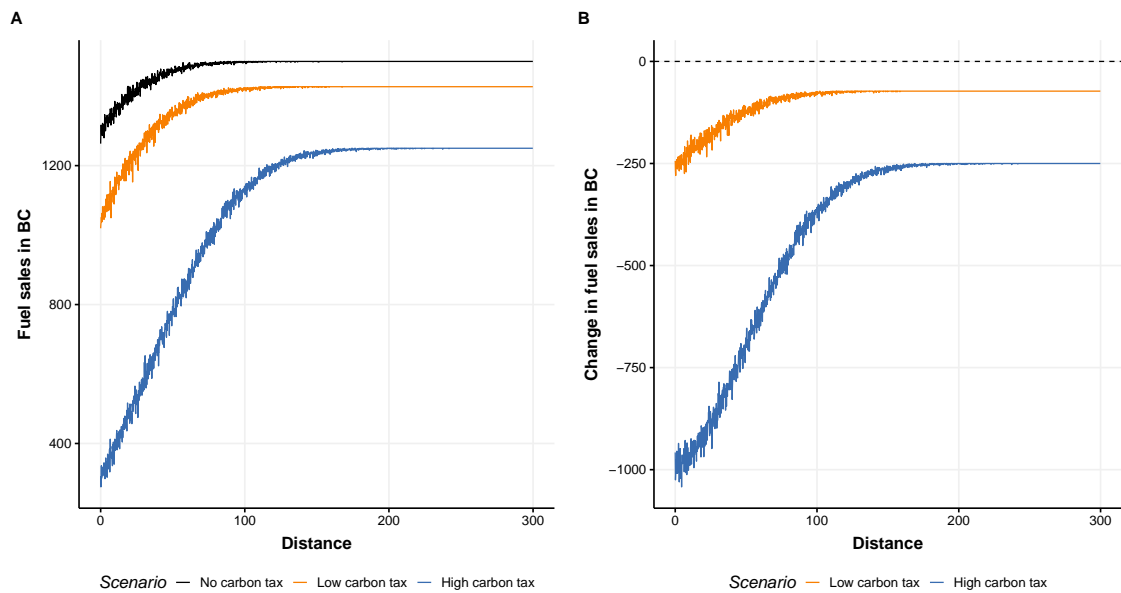 A
Fuel sales in BC
1200
800
400
0
100
200
300
Distance
Scenario No carbon tax Low carbon tax High carbon tax
B
Change in fuel sales in BC
0
−250
−500
−750
−1000
0
100
200
300
Distance
Scenario Low carbon tax High carbon tax